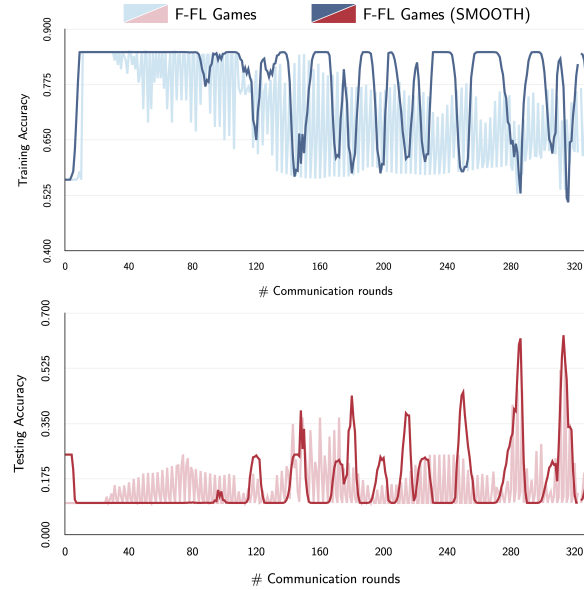 F-FL Games
F-FL Games (SMOOTH)
0.900
0.775
0.650
0.525
0.400
Training Accuracy
0 40 80 120 160 200 240 280 320
# Communication rounds
0.700
0.525
0.350
0.175
0.000
Testing Accuracy
0 40 80 120 160 200 240 280 320
# Communication rounds